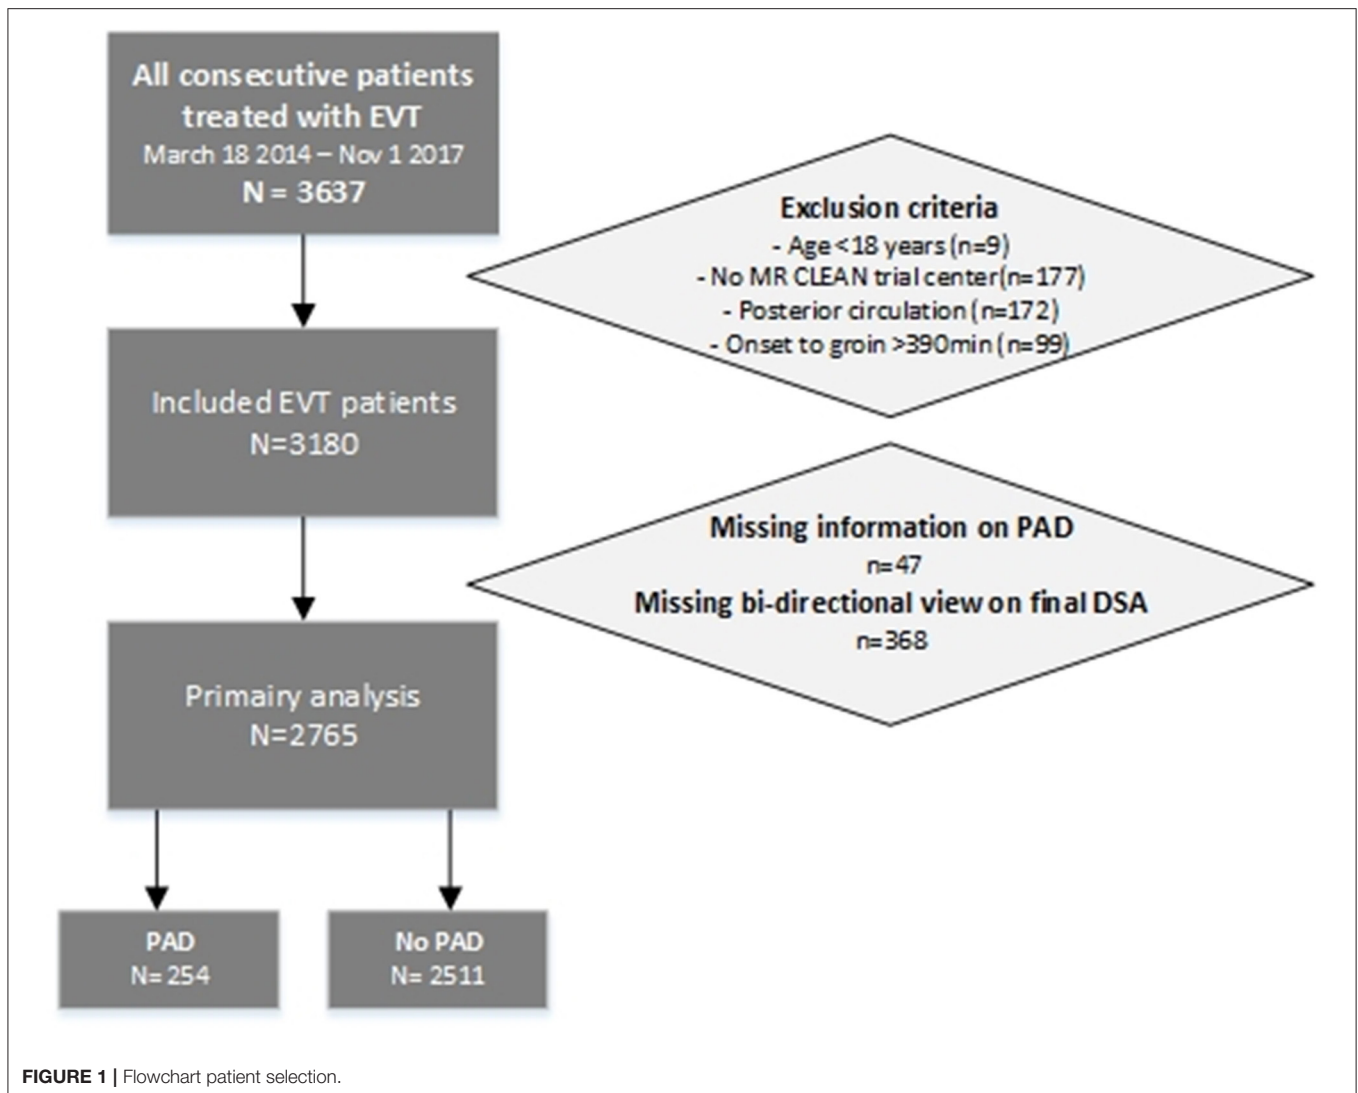 All consecutive patients
treated with EVT
March 18 2014 – Nov 1 2017
N = 3637
Exclusion criteria
- Age<18 years (n=9)
- No MR CLEAN trial center(n=177)
- Posterior circulation (n=172)
- Onset to groin >390min (n=99)
Included EVT patients
N=3180
Missing information on PAD
n=47
Missing bi-directional view on final DSA
n=368
Primairy analysis
N=2765
PAD
N= 254
No PAD
N= 2511
FIGURE 1 | Flowchart patient selection.